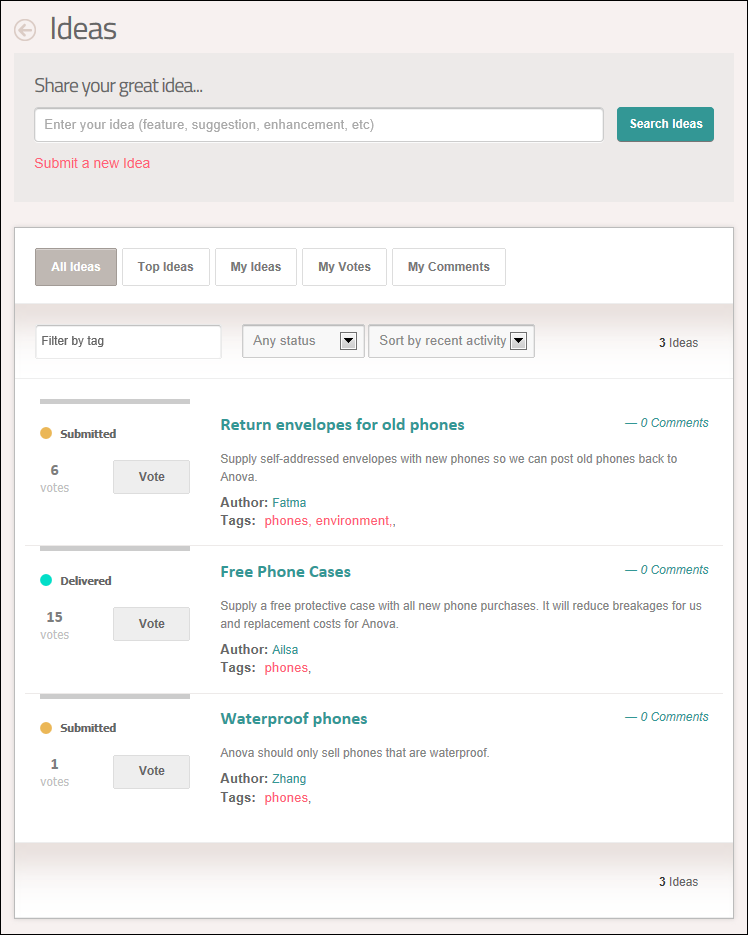 Ideas
Share your great idea...
Enter your idea (feature, suggestion, enhancement, etc)
Search Ideas
Submit a new Idea
All Ideas
Top Ideas
My Ideas
My Votes
My Comments
Filter by tag
Any status
Sort by recent activity
3 Ideas
Submitted
6
votes
Vote
Return envelopes for old phones
— 0 Comments
Supply self-addressed envelopes with new phones so we can post old phones back to
Anova.
Author: Fatma
Tags: phones, environment,,
Delivered
15
votes
Vote
Free Phone Cases
— 0 Comments
Supply a free protective case with all new phone purchases. It will reduce breakages for us
and replacement costs for Anova.
Author: Ailsa
Tags: phones,
Submitted
1
votes
Vote
Waterproof phones
— 0 Comments
Anova should only sell phones that are waterproof.
Author: Zhang
Tags: phones,
3 Ideas